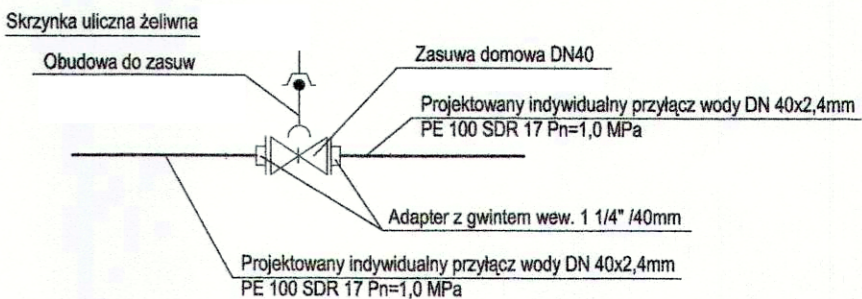 Skrzynka uliczna żeliwna
Obudowa do zasuw
Zasuwa domowa DN40
Projektowany indywidualny przyłącz wody DN 40x2,4mm
PE 100 SDR 17 Pn=1,0 MPa
Adapter z gwintem wew. 1 1/4" /40mm
Projektowany indywidualny przyłącz wody DN 40x2,4mm
PE 100 SDR 17 Pn=1,0 MPa